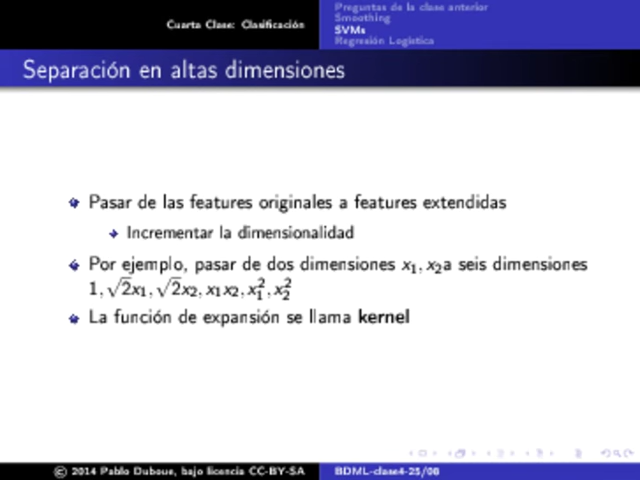 Cuarta Clase: Clasificación
Preguntas de la clase anterior
Smoothing
SVMs
Regresión Logística
Separación en altas dimensiones
Pasar de las features originales a features extendidas
Incrementar la dimensionalidad
Por ejemplo, pasar de dos dimensiones x₁, x₂a seis dimensiones
1, √2x₁, √2x₂, x₁x₂, x₁², x₂²
La función de expansión se llama kernel
© 2014 Pablo Duboue, bajo licencia CC-BY-SA
BDML-clase4-25/08